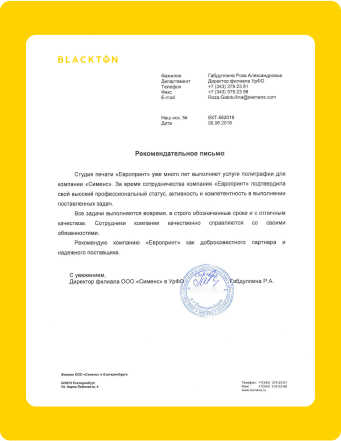 BLACKTON
Фамилия Габдуллина Роза Александровна
Департамент Директор филиала УрФО
Телефон +7 (343) 379 23 81
Факс +7 (343) 379 23 98
E-mail Roza.Gabdullina@siemens.com
Наш исх. № EKT-562018
Дата 05.06.2018
Рекомендательное письмо
Студия печати «Европринт» уже много лет выполняет услуги полиграфии для
компании «Сименс». За время сотрудничества компания «Европринт» подтвердила
свой высокий профессиональный статус, активность и компетентность в выполнении
поставленных задач.
Все задачи выполняются вовремя, в строго обозначенные сроки и с отличным
качеством. Сотрудники компании качественно справляются со своими
обязанностями.
Рекомендую компанию «Европринт» как добросовестного партнера и
надежного поставщика.
С уважением,
Директор филиала ООО «Сименс» в УрФО Габдуллина Р.А.
Филиал ООО «Сименс» в Екатеринбурге
620075 Екатеринбург
Ул. Карла Либкнехта, 4
Телефон: +7(343) 379-23-81
Факс: +7(343) 379-23-98
www.siemens.ru